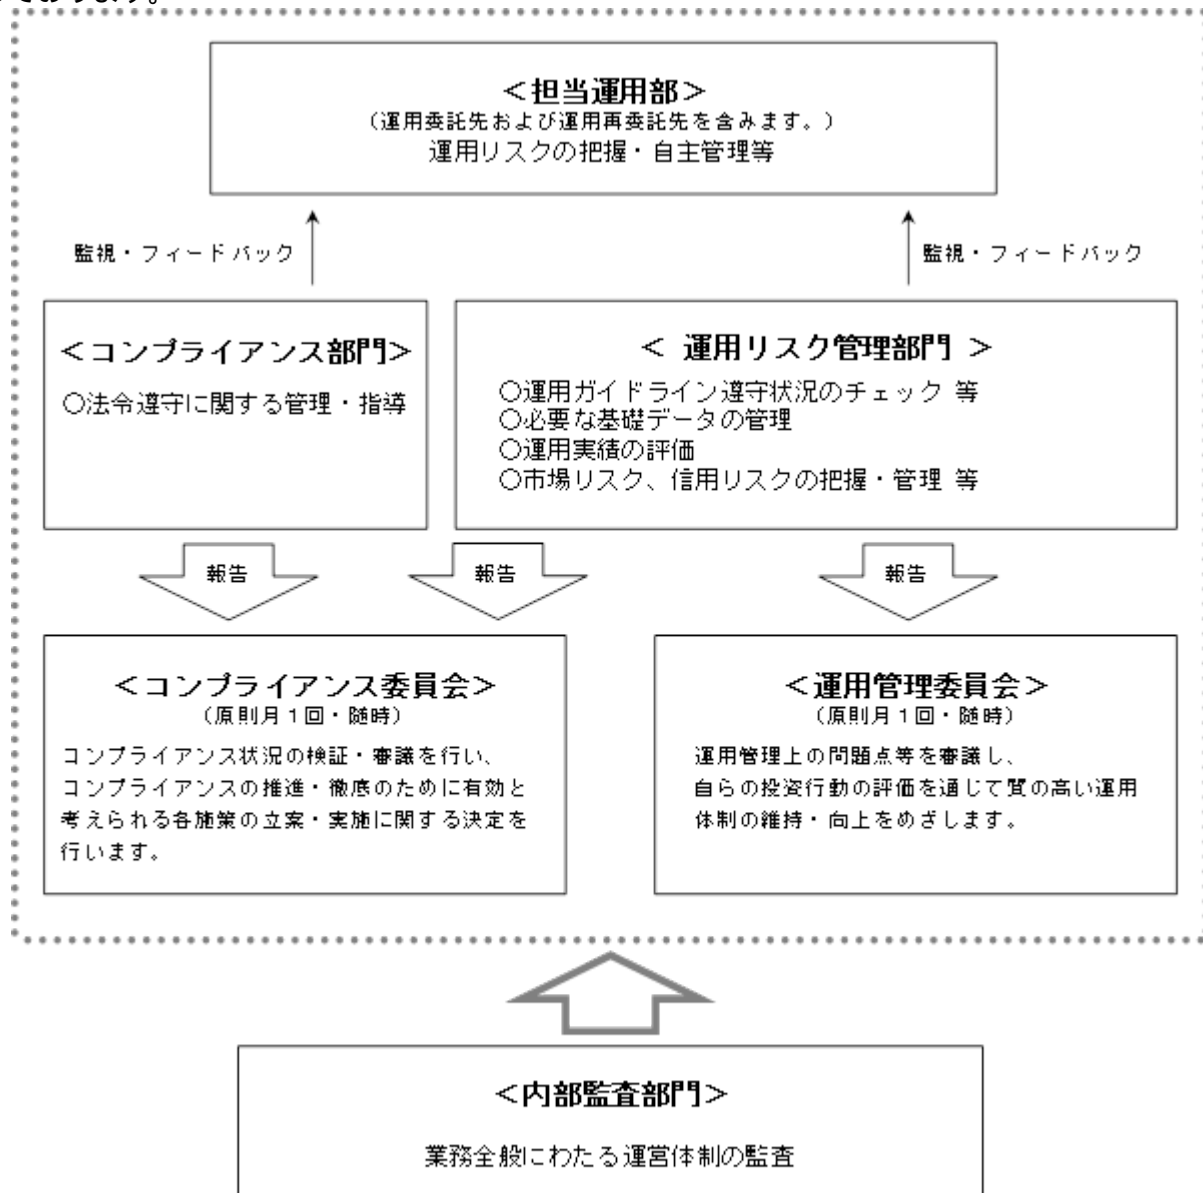 ております。
＜担当運用部＞
（運用委託先および運用再委託先を含みます。）
運用リスクの把握・自主管理等
監視・フィードバック
監視・フィードバック
＜コンプライアンス部門＞
○法令遵守に関する管理・指導
＜ 運用リスク管理部門 ＞
○運用ガイドライン遵守状況のチェック 等
○必要な基礎データの管理
○運用実績の評価
○市場リスク、信用リスクの把握・管理 等
報告
報告
報告
＜コンプライアンス委員会＞
（原則月１回・随時）
コンプライアンス状況の検証・審議を行い、
コンプライアンスの推進・徹底のために有効と
考えられる各施策の立案・実施に関する決定を
行います。
＜運用管理委員会＞
（原則月１回・随時）
運用管理上の問題点等を審議し、
自らの投資行動の評価を通じて質の高い運用
体制の維持・向上をめざします。
＜内部監査部門＞
業務全般にわたる運営体制の監査